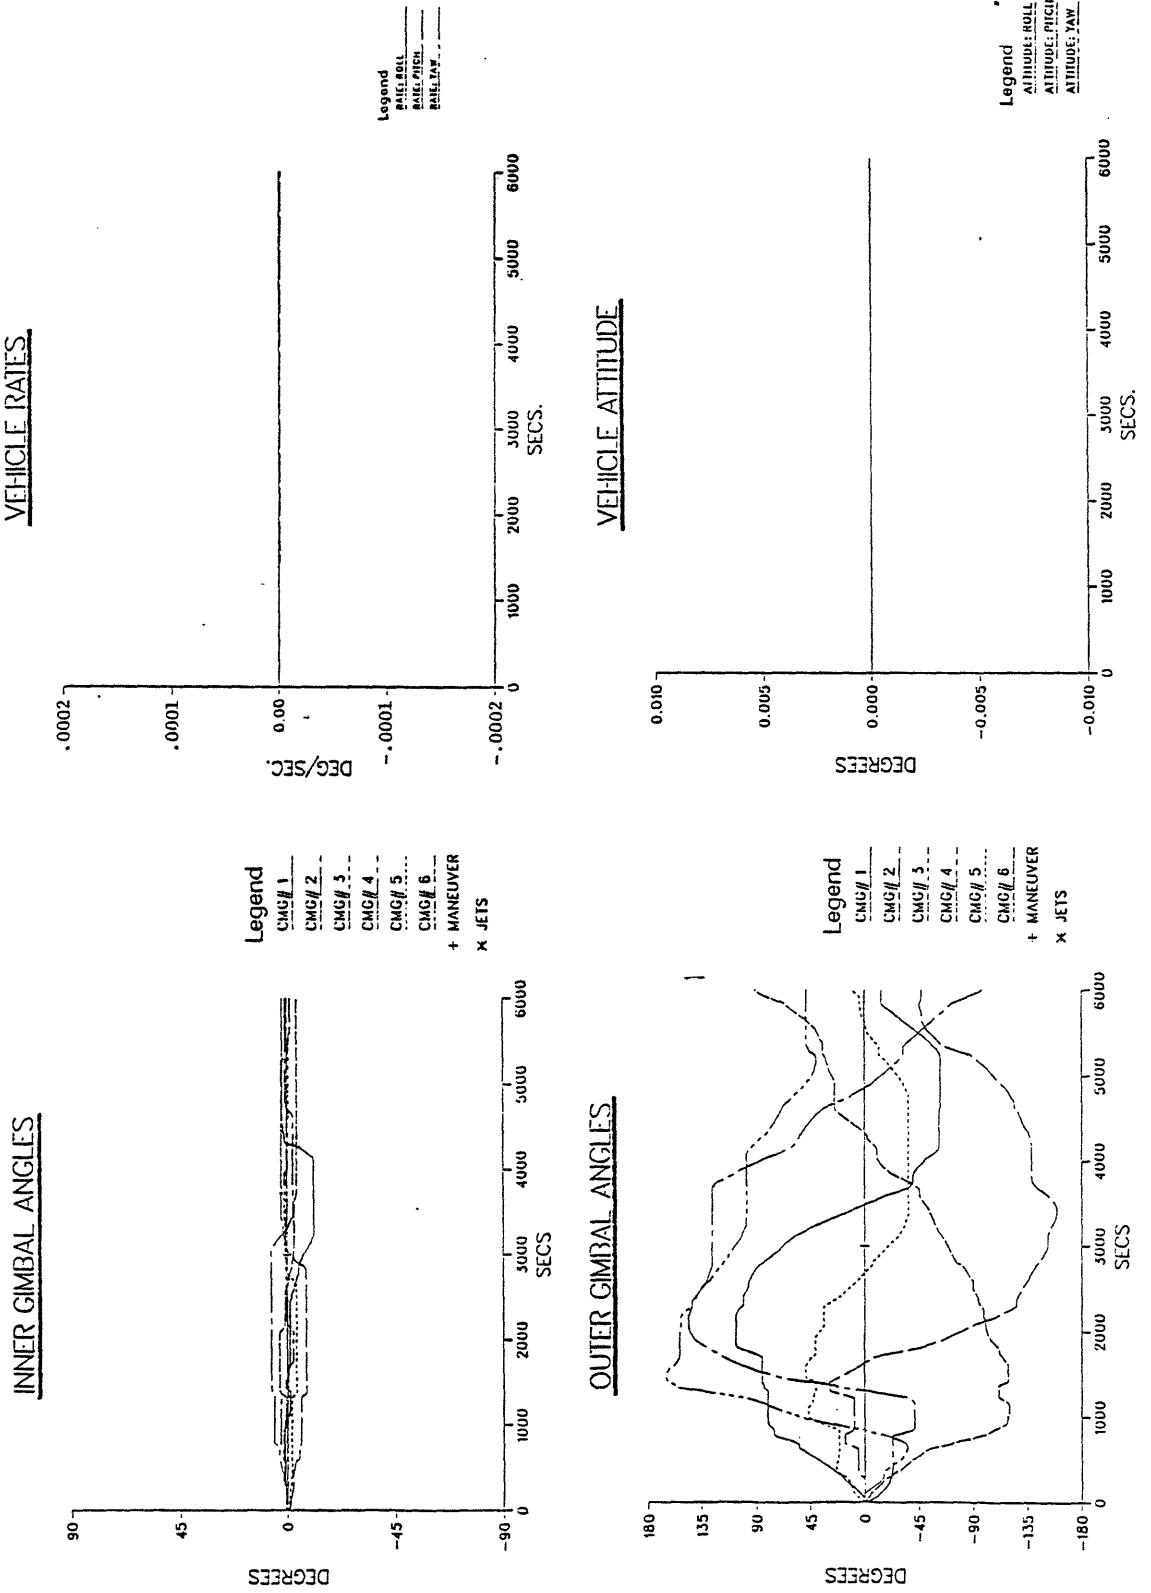 INNER GIMBAL ANGLES
DEGREES
90
45
0
-45
-90
0
1000
2000
3000
4000
5000
6000
SECS
Legend
CMG# 1
CMG# 2
CMG# 3
CMG# 4
CMG# 5
CMG# 6
+ MANEUVER
x JETS
VEHICLE RATES
DEG/SEC.
.0002
.0001
0.00
-.0001
-.0002
0
1000
2000
3000
4000
5000
6000
SECS.
Legend
RATE: ROLL
RATE: PITCH
RATE: YAW
OUTER GIMBAL ANGLES
DEGREES
180
135
90
45
0
-45
-90
-135
-180
0
1000
2000
3000
4000
5000
6000
SECS
Legend
CMG# 1
CMG# 2
CMG# 3
CMG# 4
CMG# 5
CMG# 6
+ MANEUVER
x JETS
VEHICLE ATTITUDE
DEGREES
0.010
0.005
0.000
-0.005
-0.010
0
1000
2000
3000
4000
5000
6000
SECS.
Legend
ATTITUDE: ROLL
ATTITUDE: PITCH
ATTITUDE: YAW